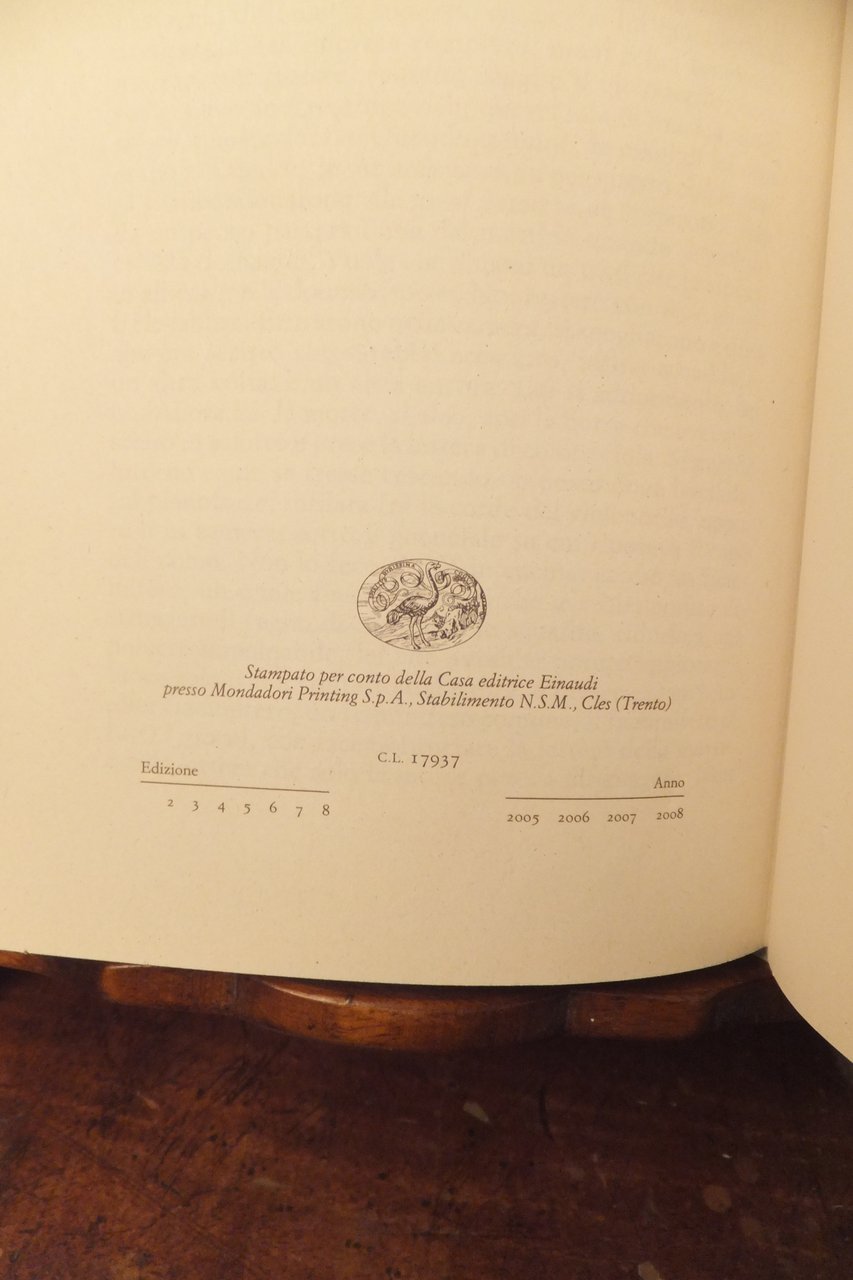 Stampato per conto della Casa editrice Einaudi
presso Mondadori Printing S.p.A., Stabilimento N.S.M., Cles (Trento)
C.L. 17937
Edizione
2 3 4 5 6 7 8
Anno
2005 2006 2007 2008